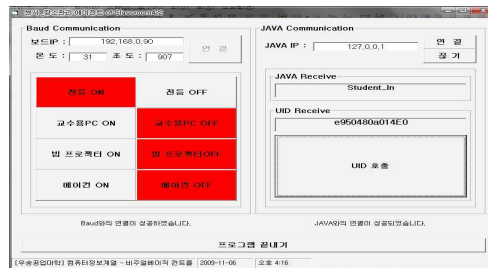 Baud Communication
보드IP : 192,168,0,90
연 결
온 도 : 31 조 도 : 907
전등 ON
전등 OFF
교수용PC ON
교수용PC OFF
빔 프로젝터 ON
빔 프로젝터OFF
에어컨 ON
에어컨 OFF
Baud와의 연결이 성공하였습니다.
JAVA Communication
JAVA IP : 127,0,0,1
연 결
끊 기
JAVA Receive
Student_In
UID Receive
e950480a014E0
UID 호출
JAVA와의 연결이 성공되었습니다.
프로그램 끝내기
[우송공업대학] 컴퓨터정보계열 - 비주얼베이직 컨트롤
2009-11-06
오후 4:16